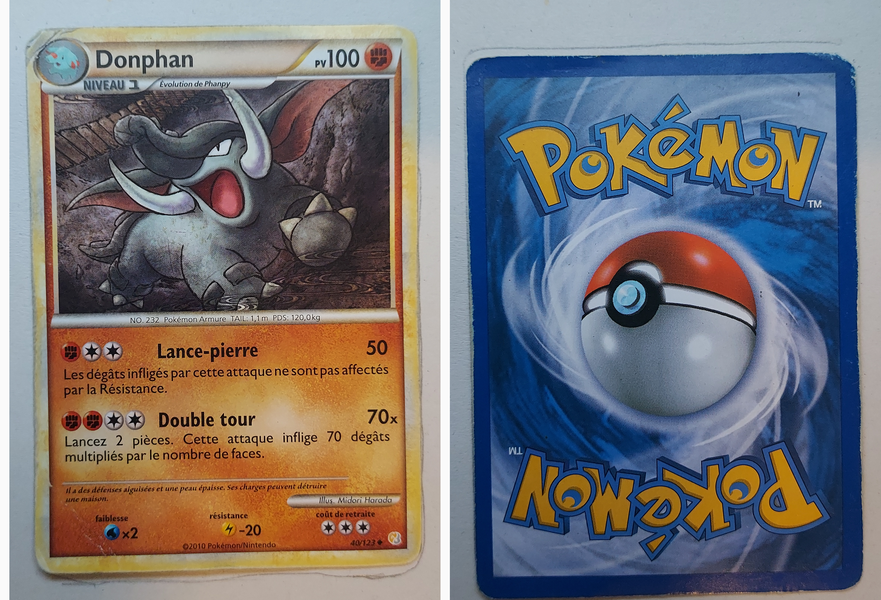 Donphan
PV100
NIVEAU 1
Évolution de Phanpy
NO. 232 Pokémon Armure TAIL: 1,1 m PDS: 120,0kg
Lance-pierre 50
Les dégâts infligés par cette attaque ne sont pas affectés
par la Résistance.
Double tour 70x
Lancez 2 pièces. Cette attaque inflige 70 dégâts
multipliés par le nombre de faces.
Il a des défenses aiguisées et une peau épaisse. Ses charges peuvent détruire
une maison.
Illus. Midori Harada
faiblesse
x2
résistance
-20
coût de retraite
©2010 Pokémon/Nintendo
40/123
POKéMON
TM
POKéMON
TM